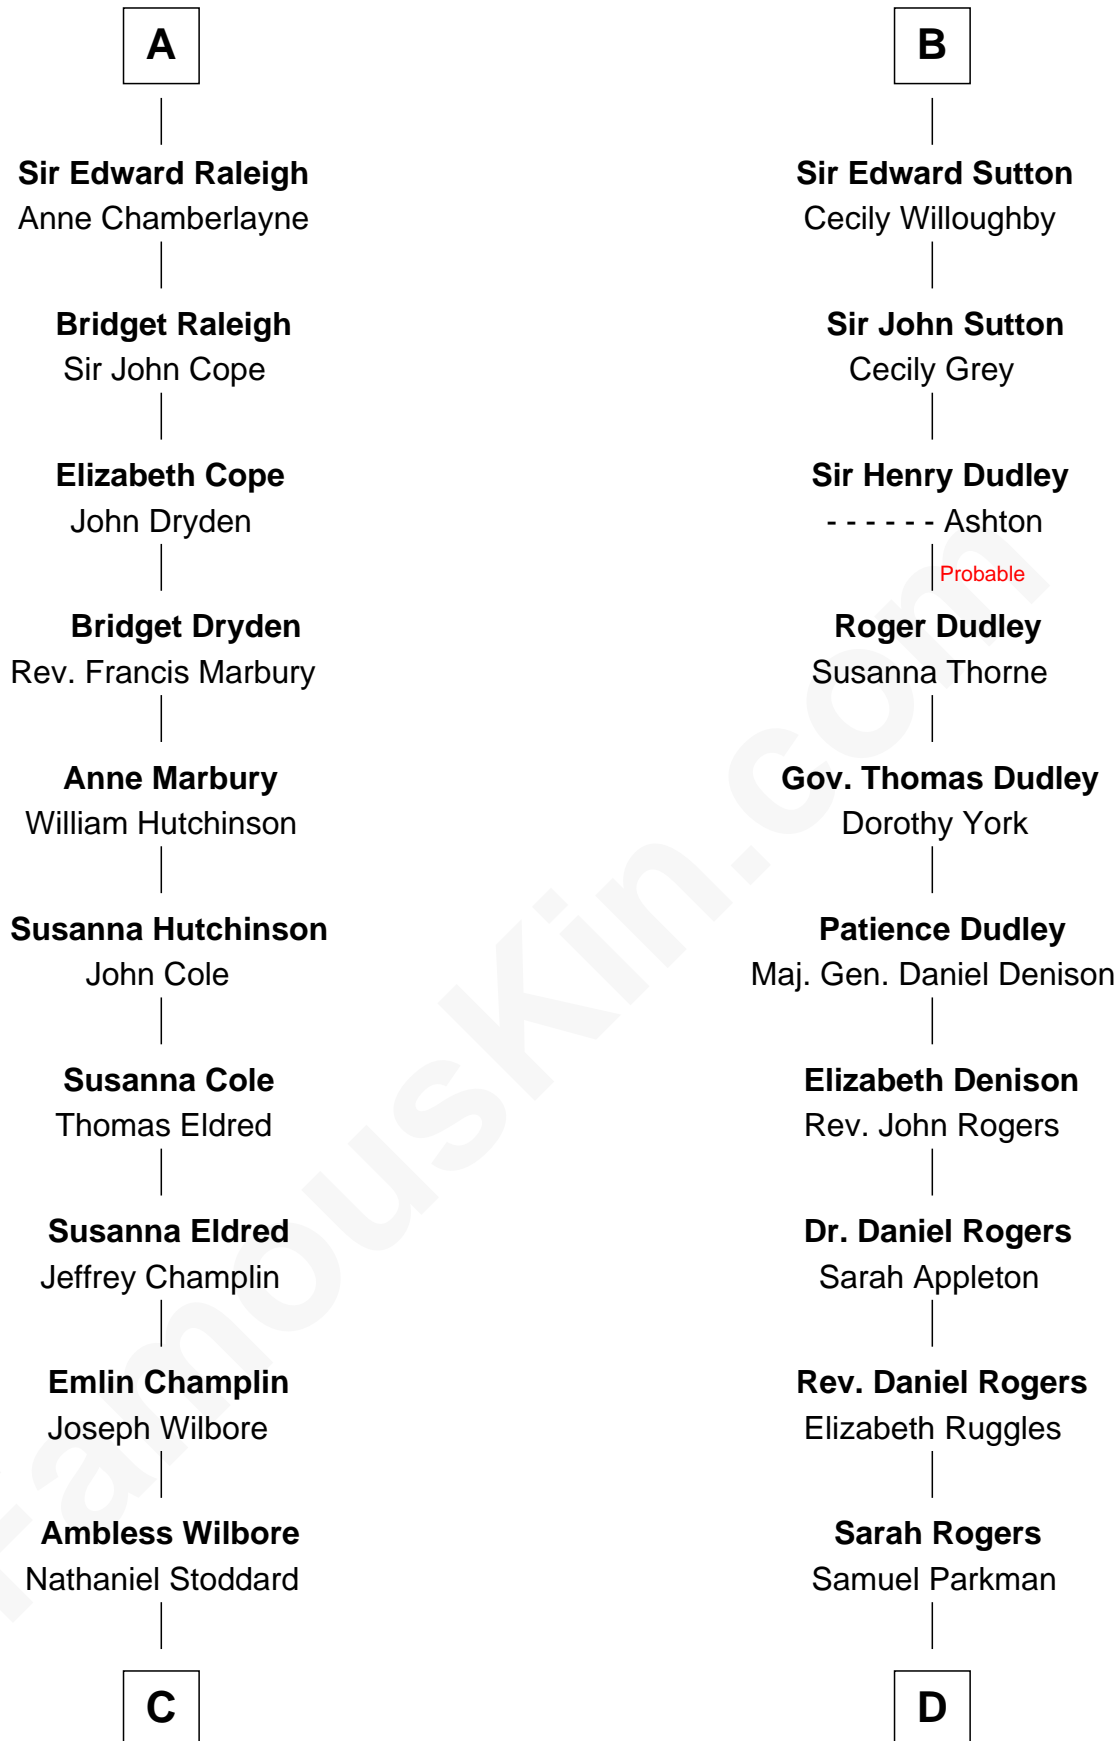 A
Sir Edward Raleigh
Anne Chamberlayne
Bridget Raleigh
Sir John Cope
Elizabeth Cope
John Dryden
Bridget Dryden
Rev. Francis Marbury
Anne Marbury
William Hutchinson
Susanna Hutchinson
John Cole
Susanna Cole
Thomas Eldred
Susanna Eldred
Jeffrey Champlin
Emlin Champlin
Joseph Wilbore
Ambless Wilbore
Nathaniel Stoddard
C
B
Sir Edward Sutton
Cecily Willoughby
Sir John Sutton
Cecily Grey
Sir Henry Dudley
- - - - - - Ashton
Probable
Roger Dudley
Susanna Thorne
Gov. Thomas Dudley
Dorothy York
Patience Dudley
Maj. Gen. Daniel Denison
Elizabeth Denison
Rev. John Rogers
Dr. Daniel Rogers
Sarah Appleton
Rev. Daniel Rogers
Elizabeth Ruggles
Sarah Rogers
Samuel Parkman
D
FamousKin.com